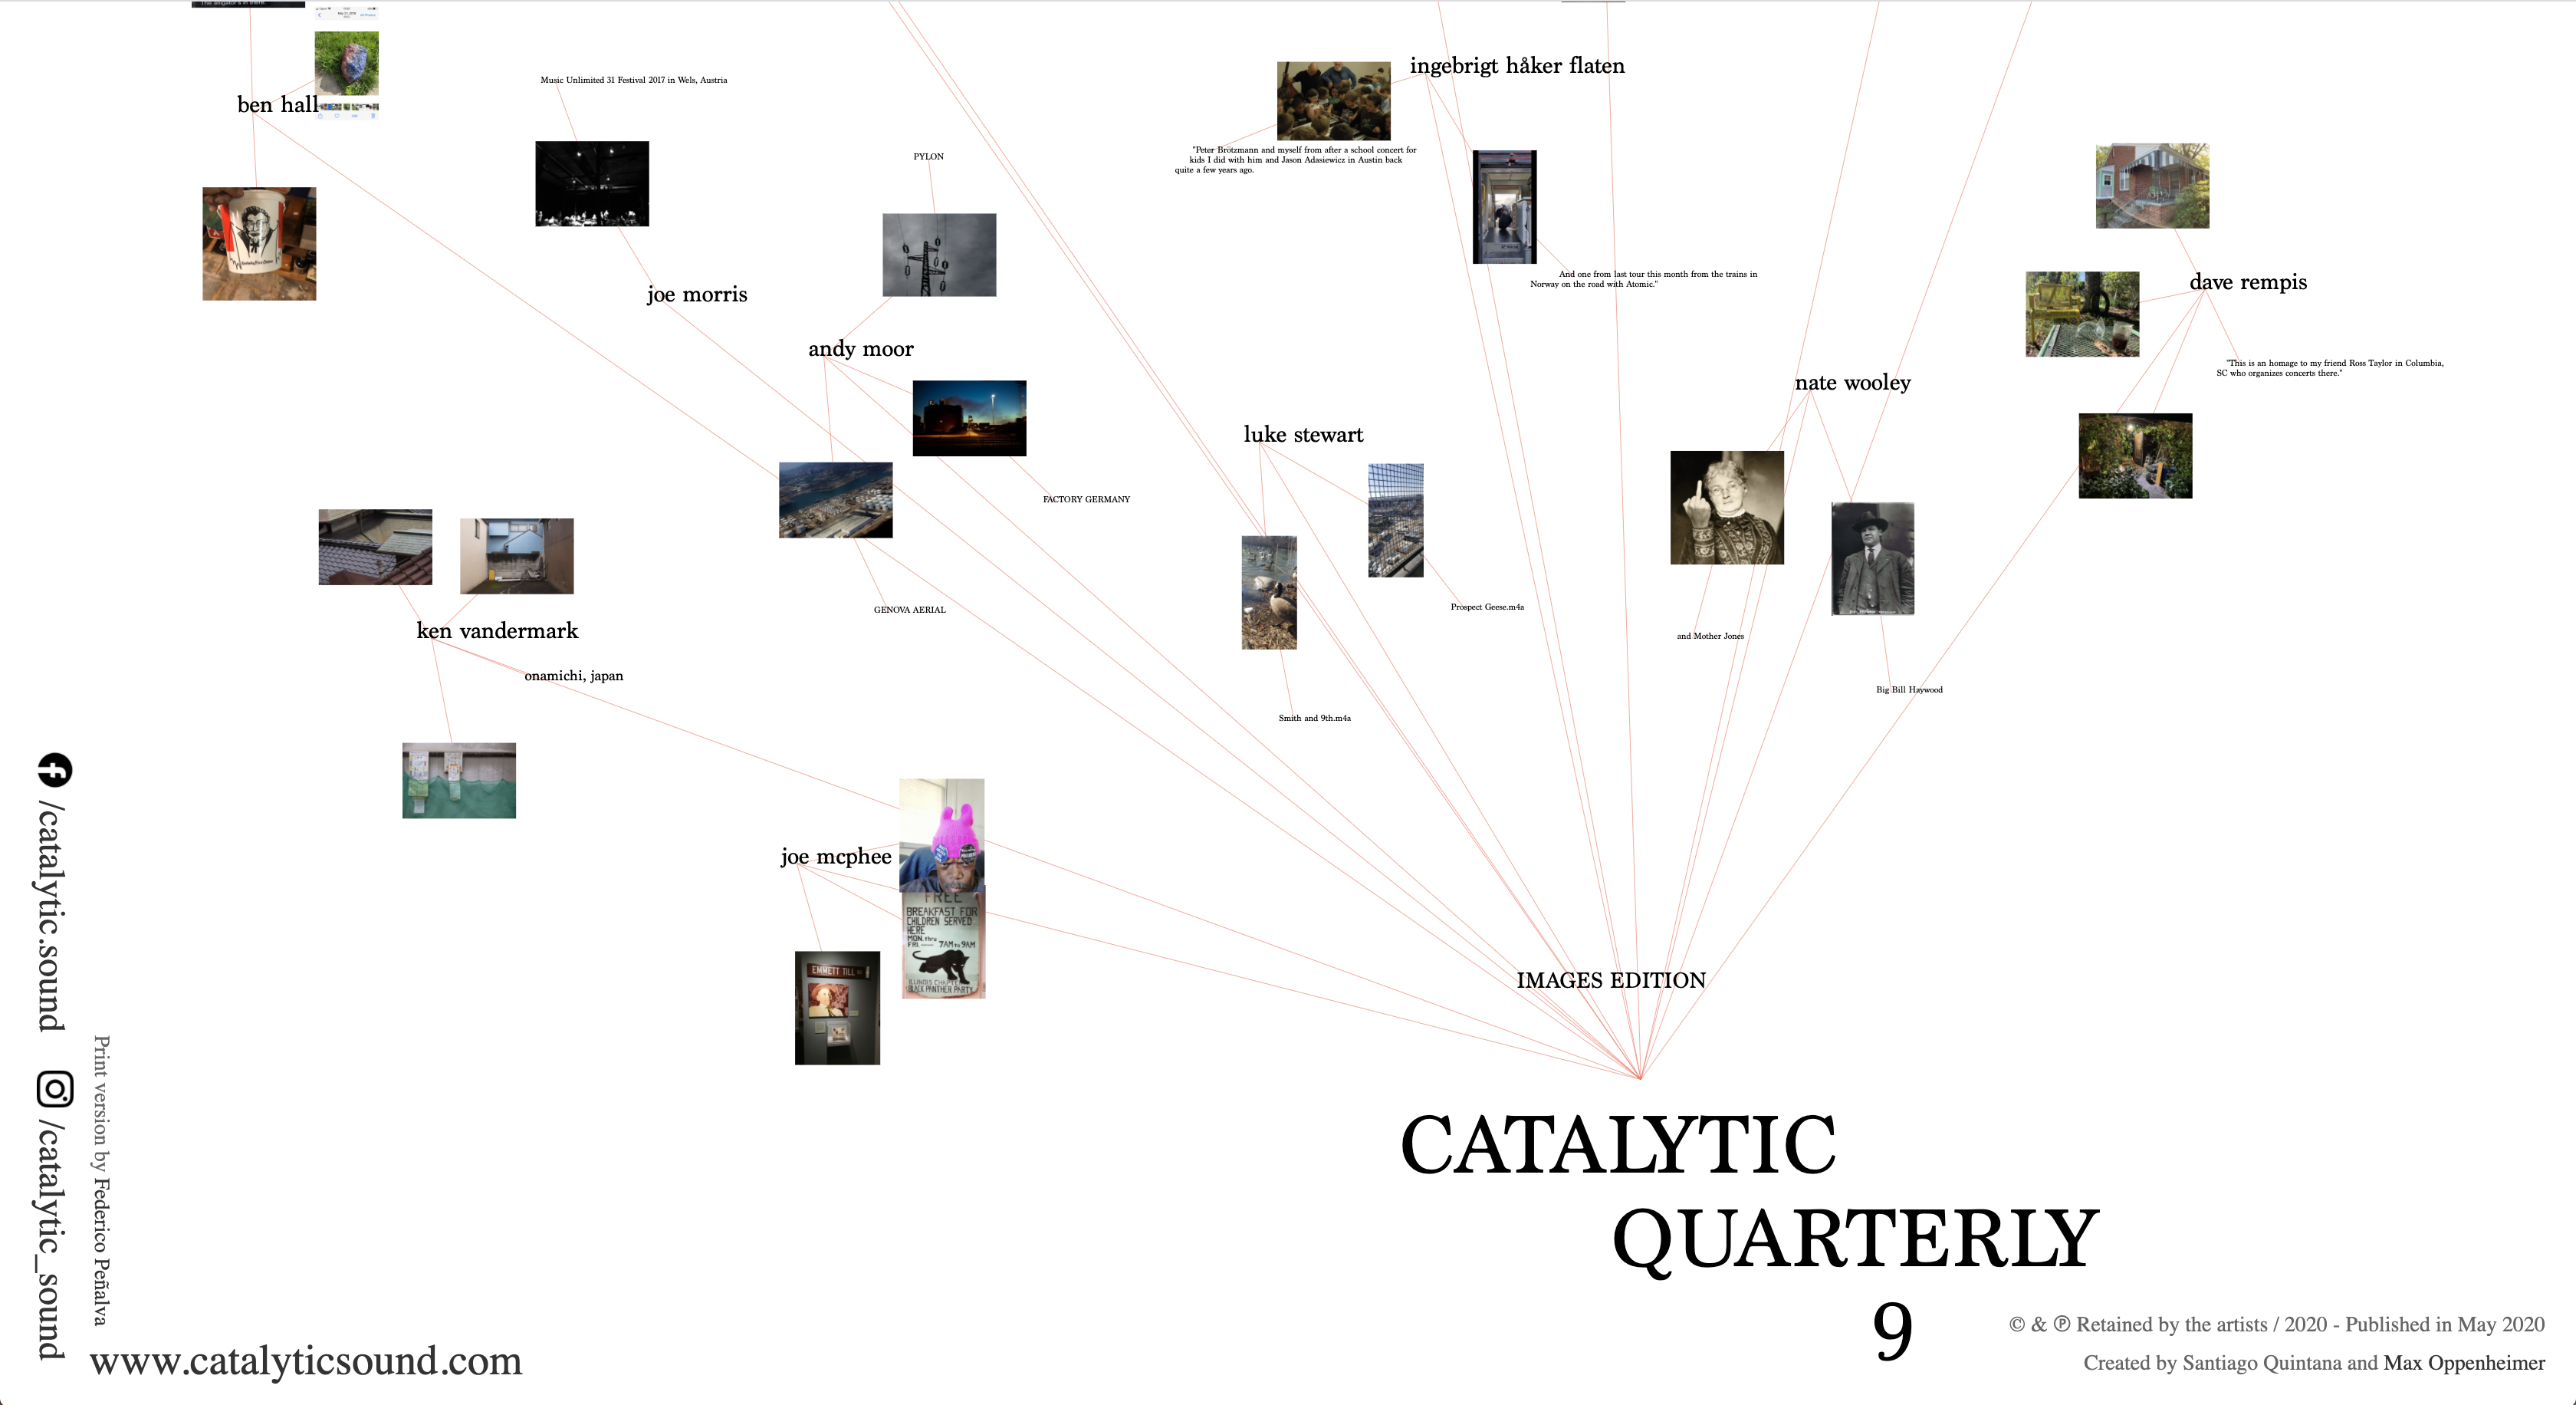 This alligator's in there.
ben hall
Music Unlimited 31 Festival 2017 in Wels, Austria
joe morris
PYLON
andy moor
FACTORY GERMANY
GENOVA AERIAL
ingebrigt håker flaten
"Peter Brötzmann and myself from after a school concert for
kids I did with him and Jason Adasiewicz in Austin back
quite a few years ago.
And one from last tour this month from the trains in
Norway on the road with Atomic."
luke stewart
Prospect Geese.m4a
Smith and 9th.m4a
nate wooley
and Mother Jones
Big Bill Haywood
dave rempis
"This is an homage to my friend Ross Taylor in Columbia,
SC who organizes concerts there."
ken vandermark
onamichi, japan
joe mcphee
FREE
BREAKFAST FOR
CHILDREN SERVED
HERE
MON. thru
FRI. 7AM to 9AM
ILLINOIS CHAPTER
BLACK PANTHER PARTY
EMMETT TILL
IMAGES EDITION
CATALYTIC
QUARTERLY
9
/catalytic.sound
/catalytic_sound
Print version by Federico Peñalva
www.catalyticsound.com
© & ℗ Retained by the artists / 2020 - Published in May 2020
Created by Santiago Quintana and Max Oppenheimer